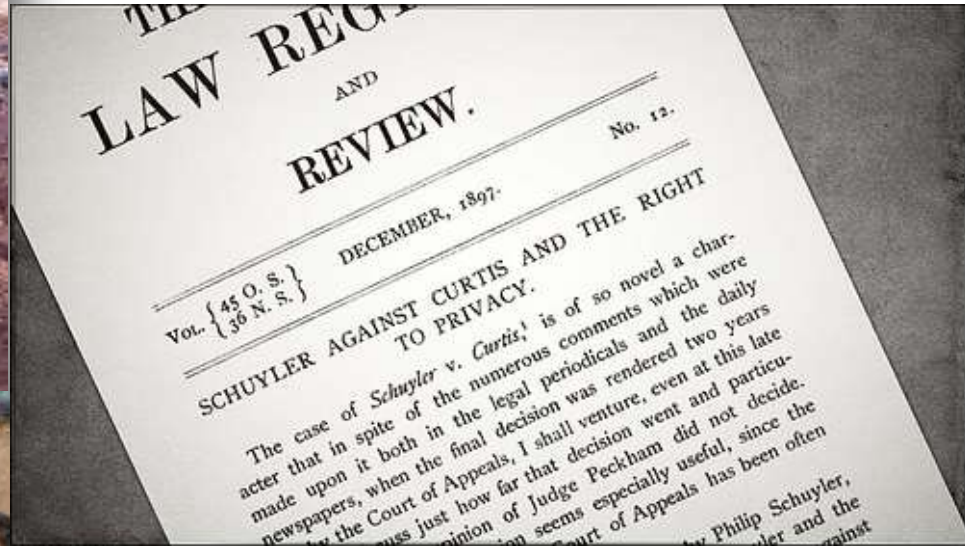 LAW
AND
REVIEW.
No. 12.
VOL. { 45 O. S. }
{ 36 N. S. }
DECEMBER, 1897.
SCHUYLER AGAINST CURTIS AND THE RIGHT
TO PRIVACY.
The case of Schuyler v. Curtis,¹ is of so novel a char-
acter that in spite of the numerous comments which were
made upon it both in the legal periodicals and the daily
newspapers, when the final decision was rendered two years
by the Court of Appeals, I shall venture, even at this late
just how far that decision went and particu-
opinion of Judge Peckham did not decide.
seems especially useful, since the
Court of Appeals has been often
by Philip Schuyler,
and the
against